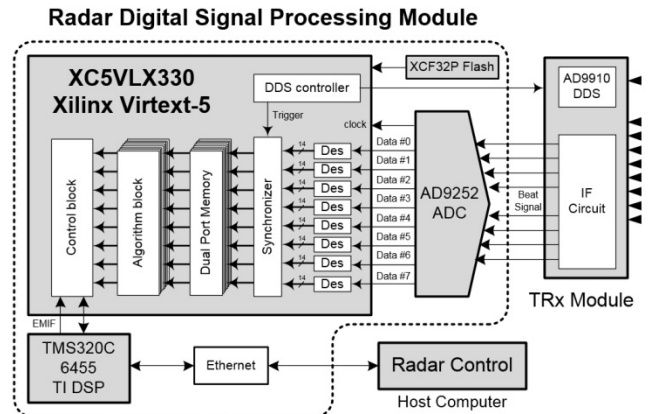 Radar Digital Signal Processing Module
XC5VLX330
Xilinx Virtext-5
DDS controller
Trigger
XCF32P Flash
clock
AD9910
DDS
Control block
Algorithm block
Dual Port Memory
Synchronizer
14 Des Data #0
14 Des Data #1
14 Des Data #2
14 Des Data #3
14 Des Data #4
14 Des Data #5
14 Des Data #6
14 Des Data #7
AD9252
ADC
Beat
Signal
IF
Circuit
TRx Module
EMIF
TMS320C
6455
TI DSP
Ethernet
Radar Control
Host Computer